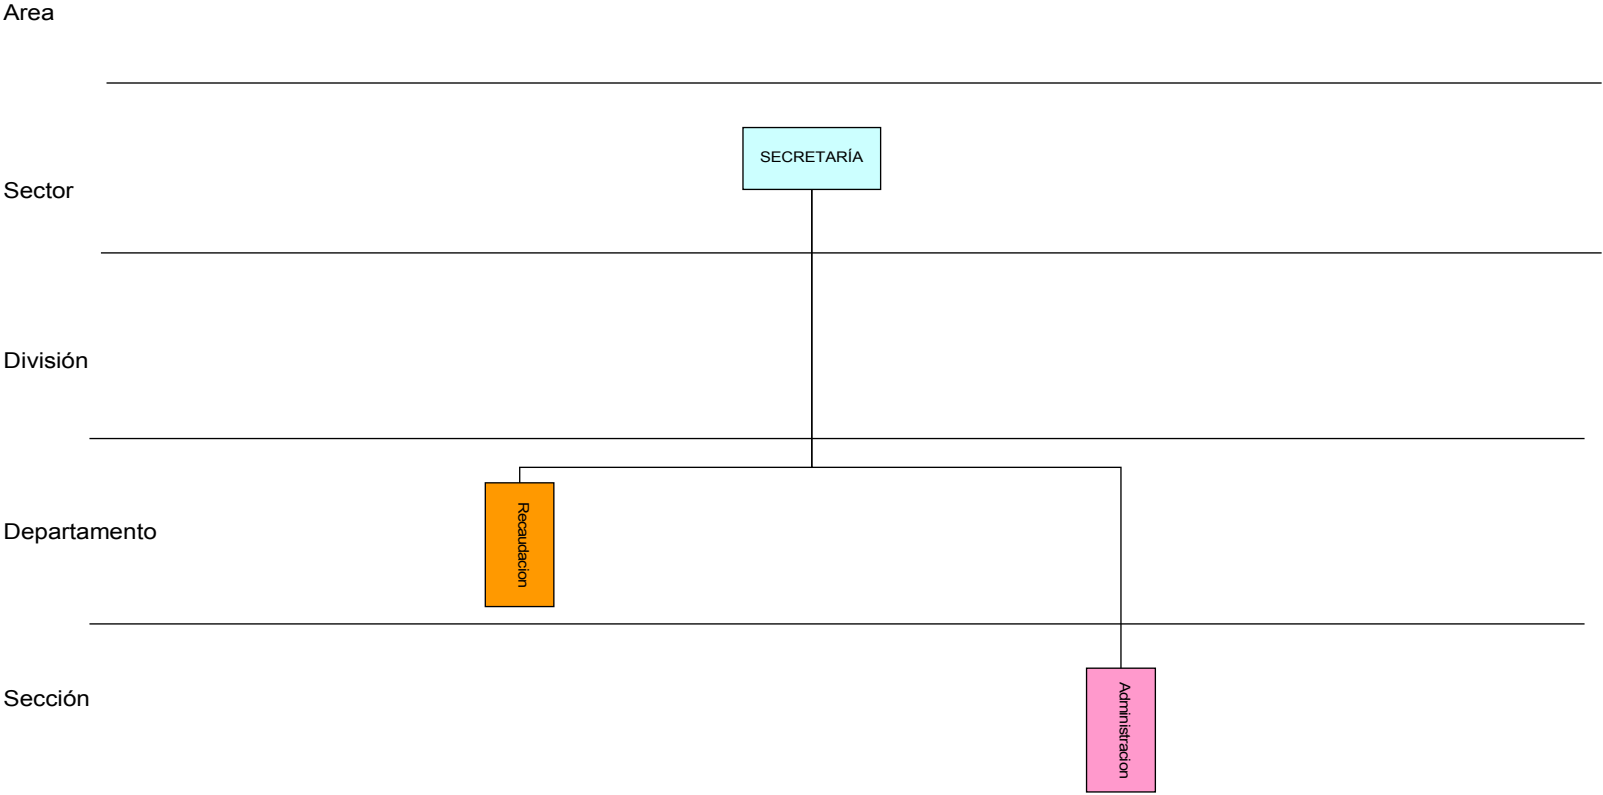 Area
SECRETARÍA
Sector
División
Departamento
Recaudacion
Sección
Administracion